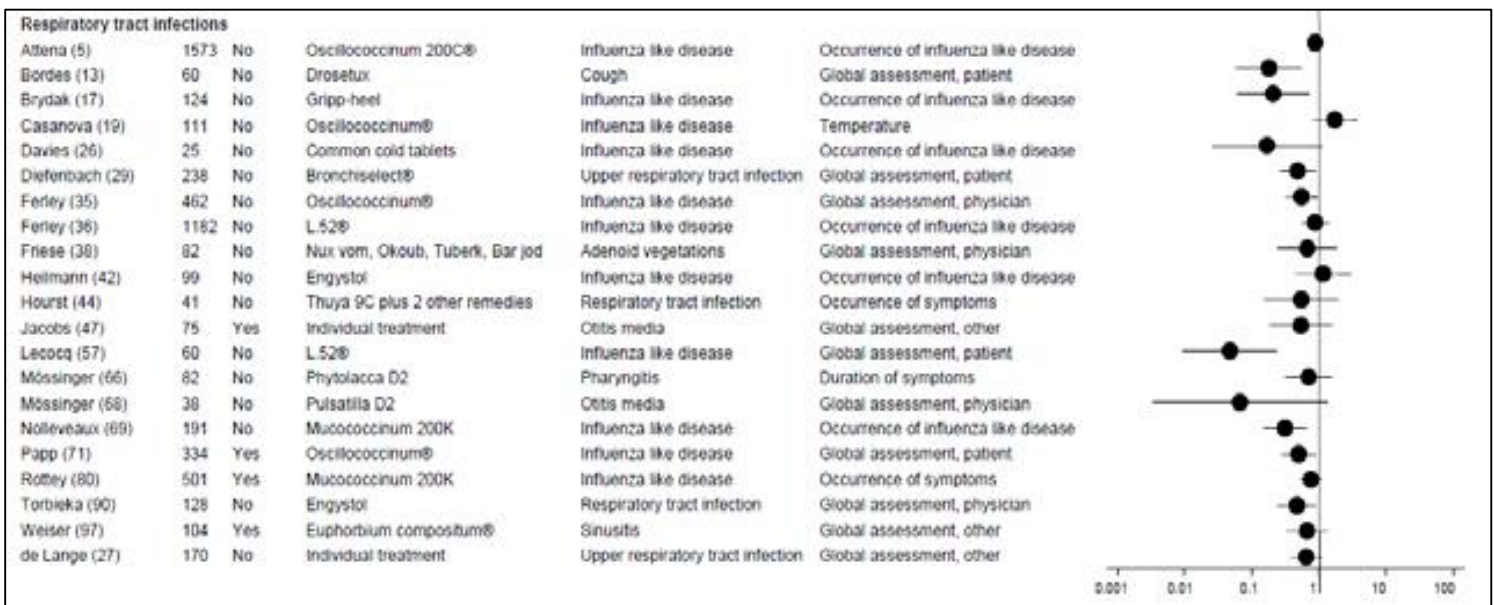 Respiratory tract infections
Attena (5) 1573 No Oscillococcinum 200C® Influenza like disease Occurrence of influenza like disease
Bordes (13) 60 No Drosetux Cough Global assessment, patient
Brydak (17) 124 No Gripp-heel Influenza like disease Occurrence of influenza like disease
Casanova (19) 111 No Oscillococcinum® Influenza like disease Temperature
Davies (26) 25 No Common cold tablets Influenza like disease Occurrence of influenza like disease
Diefenbach (29) 238 No Bronchiselect® Upper respiratory tract infection Global assessment, patient
Ferley (35) 462 No Oscillococcinum® Influenza like disease Global assessment, physician
Ferley (36) 1182 No L.52® Influenza like disease Occurrence of influenza like disease
Friese (38) 82 No Nux vom, Okoub, Tuberk, Bar jod Adenoid vegetations Global assessment, physician
Heilmann (42) 99 No Engystol Influenza like disease Occurrence of influenza like disease
Hourst (44) 41 No Thuya 9C plus 2 other remedies Respiratory tract infection Occurrence of symptoms
Jacobs (47) 75 Yes Individual treatment Otitis media Global assessment, other
Lecocq (57) 60 No L.52® Influenza like disease Global assessment, patient
Mössinger (66) 82 No Phytolacca D2 Pharyngitis Duration of symptoms
Mössinger (68) 38 No Pulsatilla D2 Otitis media Global assessment, physician
Nolleveaux (69) 191 No Mucococcinum 200K Influenza like disease Occurrence of influenza like disease
Papp (71) 334 Yes Oscillococcinum® Influenza like disease Global assessment, patient
Rottey (80) 501 Yes Mucococcinum 200K Influenza like disease Occurrence of symptoms
Torbieka (90) 128 No Engystol Respiratory tract infection Global assessment, physician
Weiser (97) 104 Yes Euphorbium compositum® Sinusitis Global assessment, other
de Lange (27) 170 No Individual treatment Upper respiratory tract infection Global assessment, other
0.001 0.01 0.1 1 10 100